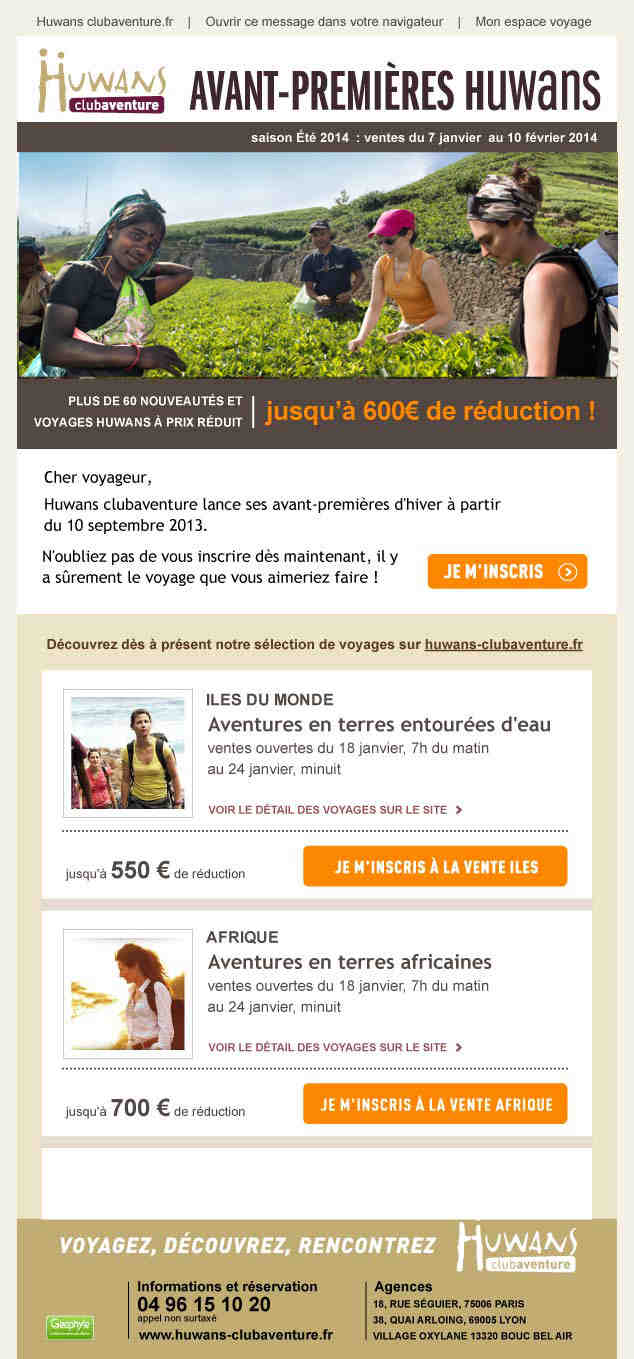 Huwans clubaventure.fr | Ouvrir ce message dans votre navigateur | Mon espace voyage
HUWANS
clubaventure
AVANT-PREMIÈRES HUWANS
saison Été 2014 : ventes du 7 janvier au 10 février 2014
PLUS DE 60 NOUVEAUTÉS ET
VOYAGES HUWANS À PRIX RÉDUIT
jusqu'à 600€ de réduction !
Cher voyageur,
Huwans clubaventure lance ses avant-premières d'hiver à partir
du 10 septembre 2013.
N'oubliez pas de vous inscrire dès maintenant, il y
a sûrement le voyage que vous aimeriez faire !
JE M'INSCRIS
Découvrez dès à présent notre sélection de voyages sur huwans-clubaventure.fr
ILES DU MONDE
Aventures en terres entourées d'eau
ventes ouvertes du 18 janvier, 7h du matin
au 24 janvier, minuit
VOIR LE DÉTAIL DES VOYAGES SUR LE SITE
jusqu'à 550 € de réduction
JE M'INSCRIS À LA VENTE ILES
AFRIQUE
Aventures en terres africaines
ventes ouvertes du 18 janvier, 7h du matin
au 24 janvier, minuit
VOIR LE DÉTAIL DES VOYAGES SUR LE SITE
jusqu'à 700 € de réduction
JE M'INSCRIS À LA VENTE AFRIQUE
VOYAGEZ, DÉCOUVREZ, RENCONTREZ
HUWANS
clubaventure
Informations et réservation
04 96 15 10 20
appel non surtaxé
www.huwans-clubaventure.fr
Agences
18, RUE SÉGUIER, 75006 PARIS
38, QUAI ARLOING, 69005 LYON
VILLAGE OXYLANE 13320 BOUC BEL AIR
Géophyle